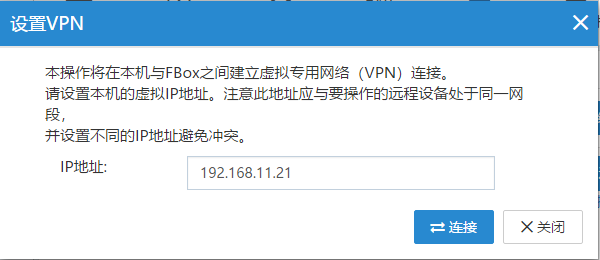 设置VPN
本操作将在本机与FBox之间建立虚拟专用网络（VPN）连接。
请设置本机的虚拟IP地址。注意此地址应与要操作的远程设备处于同一网
段，
并设置不同的IP地址避免冲突。
IP地址: 192.168.11.21
连接 关闭